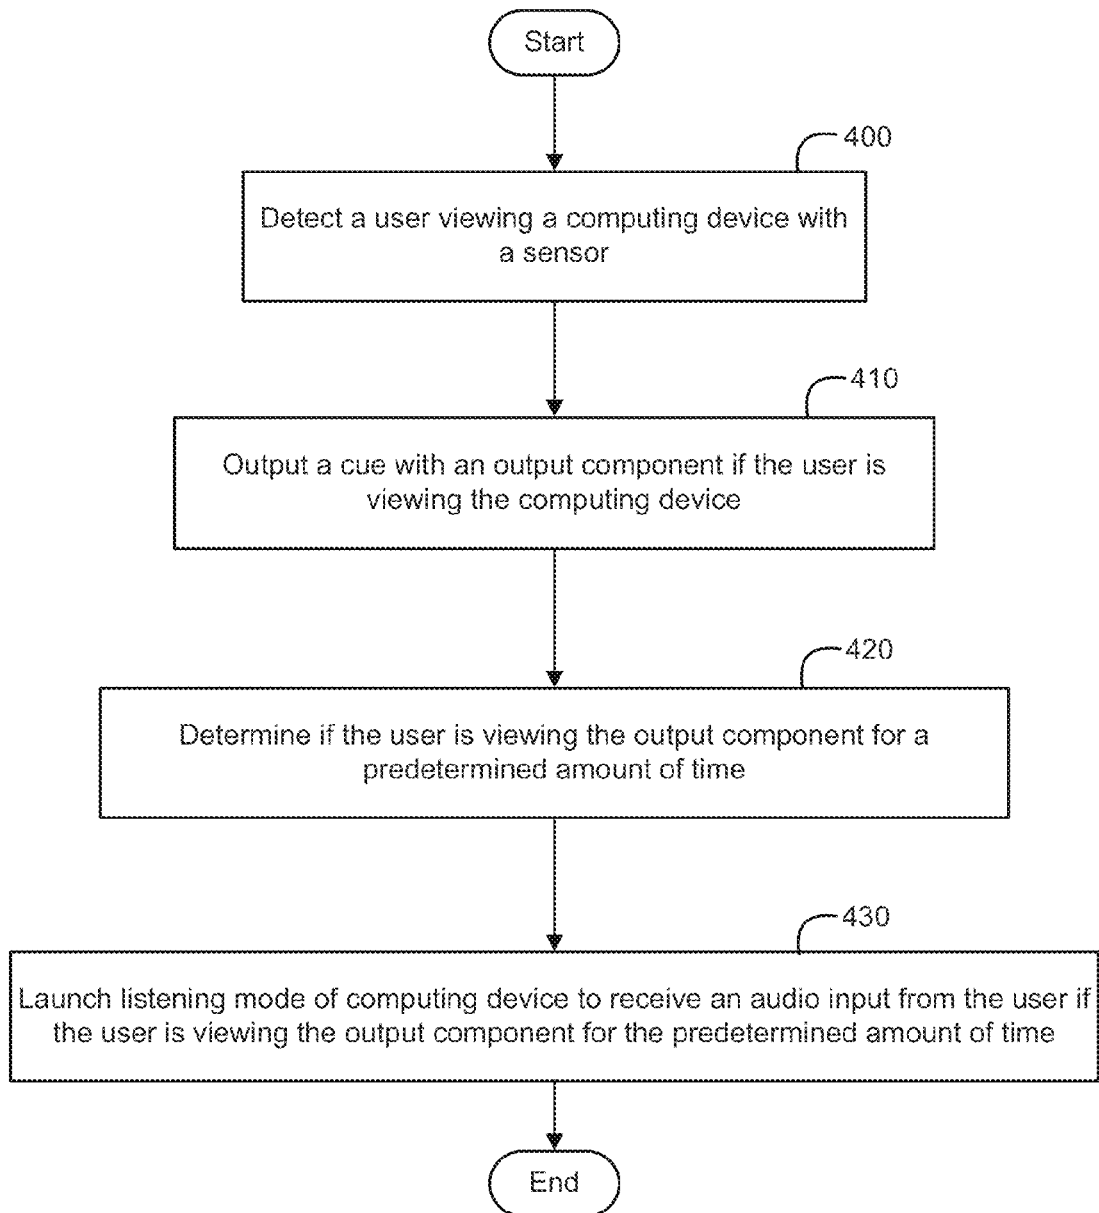 Start
400
Detect a user viewing a computing device with
a sensor
410
Output a cue with an output component if the user is
viewing the computing device
420
Determine if the user is viewing the output component for a
predetermined amount of time
430
Launch listening mode of computing device to receive an audio input from the user if
the user is viewing the output component for the predetermined amount of time
End